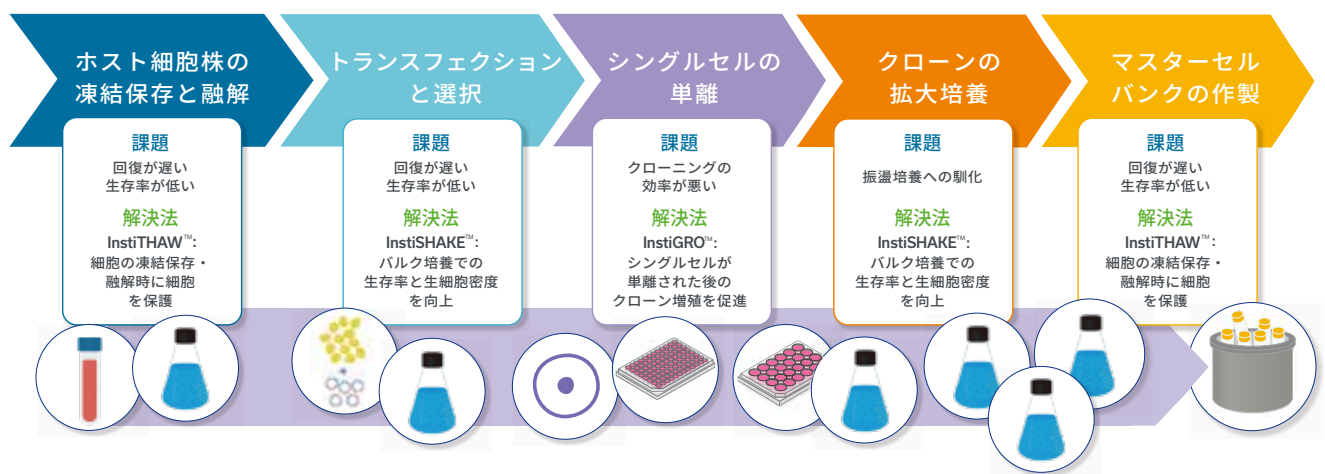 ホスト細胞株の
凍結保存と融解
課題
回復が遅い
生存率が低い
解決法
InstiTHAW™:
細胞の凍結保存・
融解時に細胞
を保護
トランスフェクション
と選択
課題
回復が遅い
生存率が低い
解決法
InstiSHAKE™:
バルク培養での
生存率と生細胞密度
を向上
シングルセルの
単離
課題
クローニングの
効率が悪い
解決法
InstiGRO™:
シングルセルが
単離された後の
クローン増殖を促進
クローンの
拡大培養
課題
振盪培養への馴化
解決法
InstiSHAKE™:
バルク培養での
生存率と生細胞密度
を向上
マスターセル
バンクの作製
課題
回復が遅い
生存率が低い
解決法
InstiTHAW™:
細胞の凍結保存・
融解時に細胞
を保護